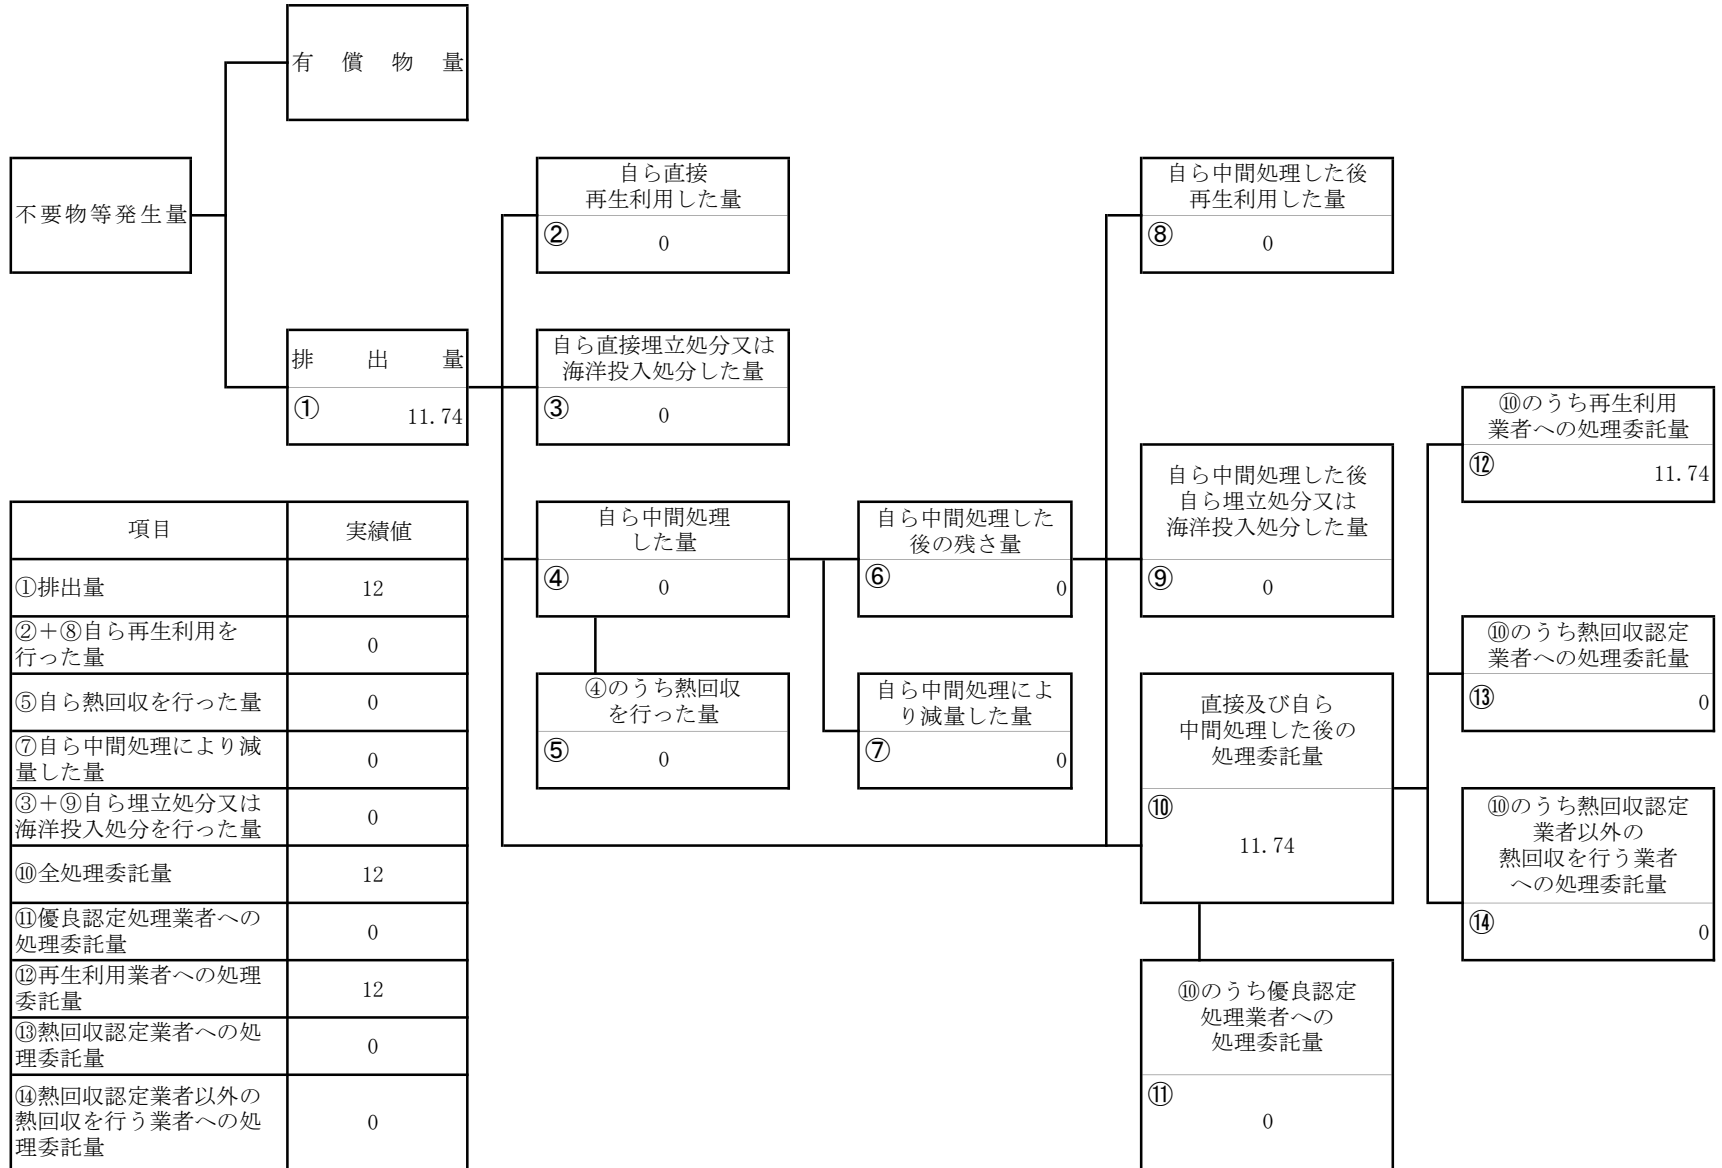 有償物量
不要物等発生量
自ら直接
再生利用した量
②
0
自ら中間処理した後
再生利用した量
⑧
0
排出量
①
11.74
自ら直接埋立処分又は
海洋投入処分した量
③
0
⑩のうち再生利用
業者への処理委託量
⑫
11.74
自ら中間処理
した量
④
0
自ら中間処理した
後の残さ量
⑥
0
自ら中間処理した後
自ら埋立処分又は
海洋投入処分した量
⑨
0
⑩のうち熱回収認定
業者への処理委託量
⑬
0
④のうち熱回収
を行った量
⑤
0
自ら中間処理によ
り減量した量
⑦
0
直接及び自ら
中間処理した後の
処理委託量
⑩
11.74
⑩のうち熱回収認定
業者以外の
熱回収を行う業者
への処理委託量
⑭
0
⑩のうち優良認定
処理業者への
処理委託量
⑪
0
項目
実績値
①排出量
12
②＋⑧自ら再生利用を
行った量
0
⑤自ら熱回収を行った量
0
⑦自ら中間処理により減
量した量
0
③＋⑨自ら埋立処分又は
海洋投入処分を行った量
0
⑩全処理委託量
12
⑪優良認定処理業者への
処理委託量
0
⑫再生利用業者への処理
委託量
12
⑬熱回収認定業者への処
理委託量
0
⑭熱回収認定業者以外の
熱回収を行う業者への処
理委託量
0